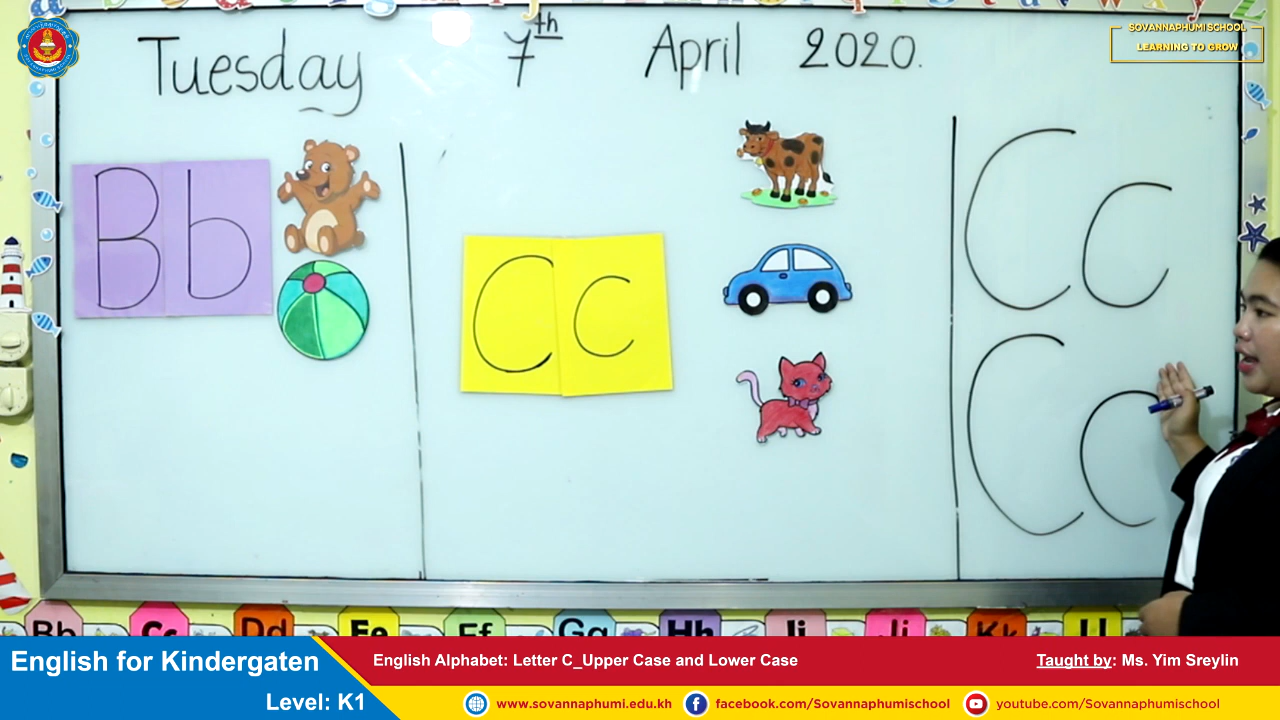 SOVANNAPHUMI SCHOOL
LEARNING TO GROW
Tuesday 7th April 2020.
Bb
Cc
Cc
Cc
Bb Cc Dd Ee Ff Gg Hh Ii Jj Kk Ll
English for Kindergaten
Level: K1
English Alphabet: Letter C_Upper Case and Lower Case
Taught by: Ms. Yim Sreylin
www.sovannaphumi.edu.kh
facebook.com/Sovannaphumischool
youtube.com/Sovannaphumischool